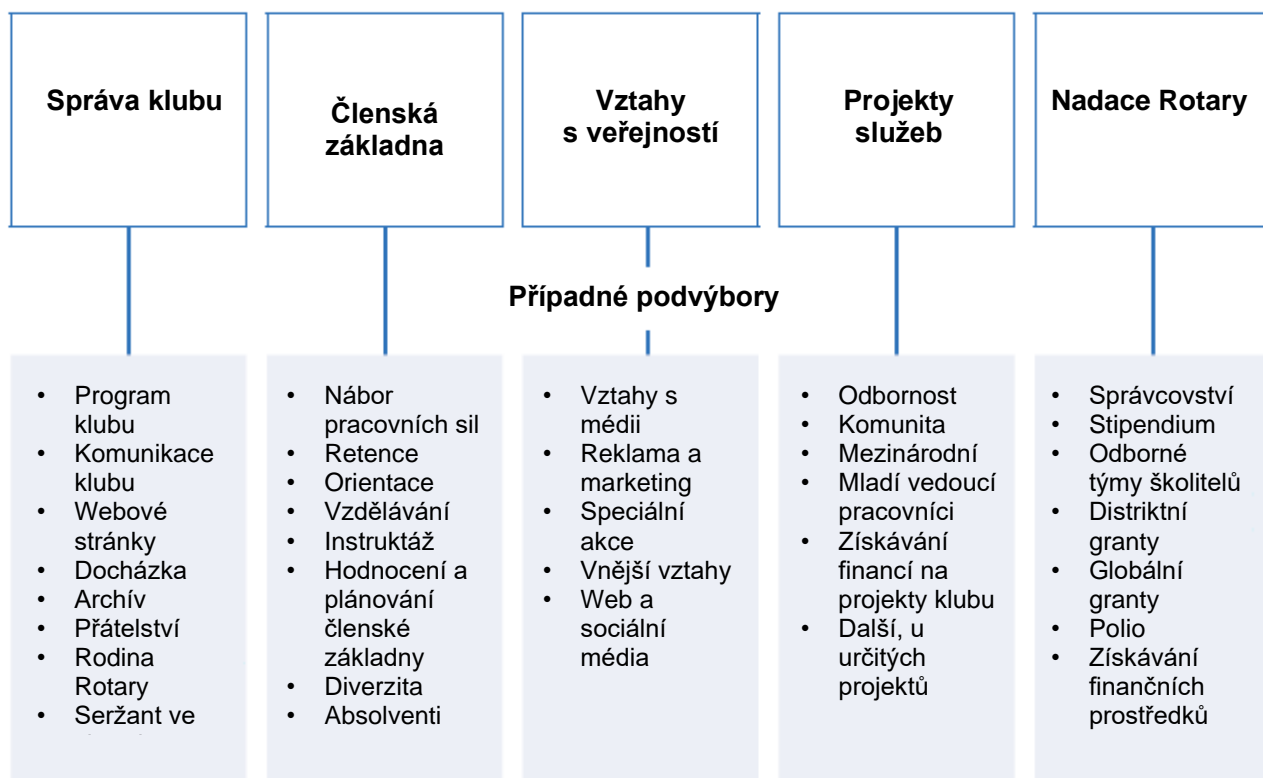 Správa klubu
Členská
základna
Vztahy
s veřejností
Projekty
služeb
Nadace Rotary
Případné podvýbory
• Program
klubu
• Komunikace
klubu
• Webové
stránky
• Docházka
• Archív
• Přátelství
• Rodina
Rotary
• Seržant ve
• Nábor
pracovních sil
• Retence
• Orientace
• Vzdělávání
• Instruktáž
• Hodnocení a
plánování
členské
základny
• Diverzita
• Absolventi
• Vztahy s
médii
• Reklama a
marketing
• Speciální
akce
• Vnější vztahy
• Web a
sociální
média
• Odbornost
• Komunita
• Mezinárodní
• Mladí vedoucí
pracovníci
• Získávání
financí na
projekty klubu
• Další, u
určitých
projektů
• Správcovství
• Stipendium
• Odborné
týmy školitelů
• Distriktní
granty
• Globální
granty
• Polio
• Získávání
finančních
prostředků